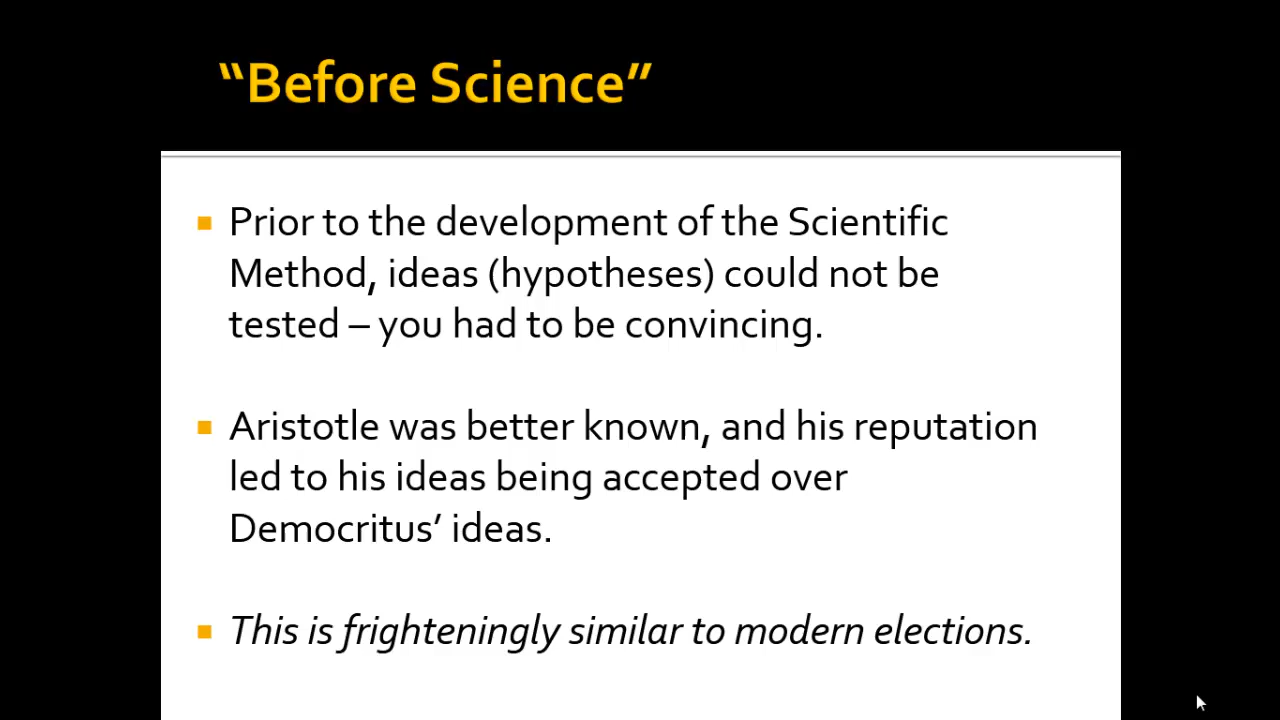 “Before Science”
Prior to the development of the Scientific
Method, ideas (hypotheses) could not be
tested – you had to be convincing.
Aristotle was better known, and his reputation
led to his ideas being accepted over
Democritus’ ideas.
This is frighteningly similar to modern elections.